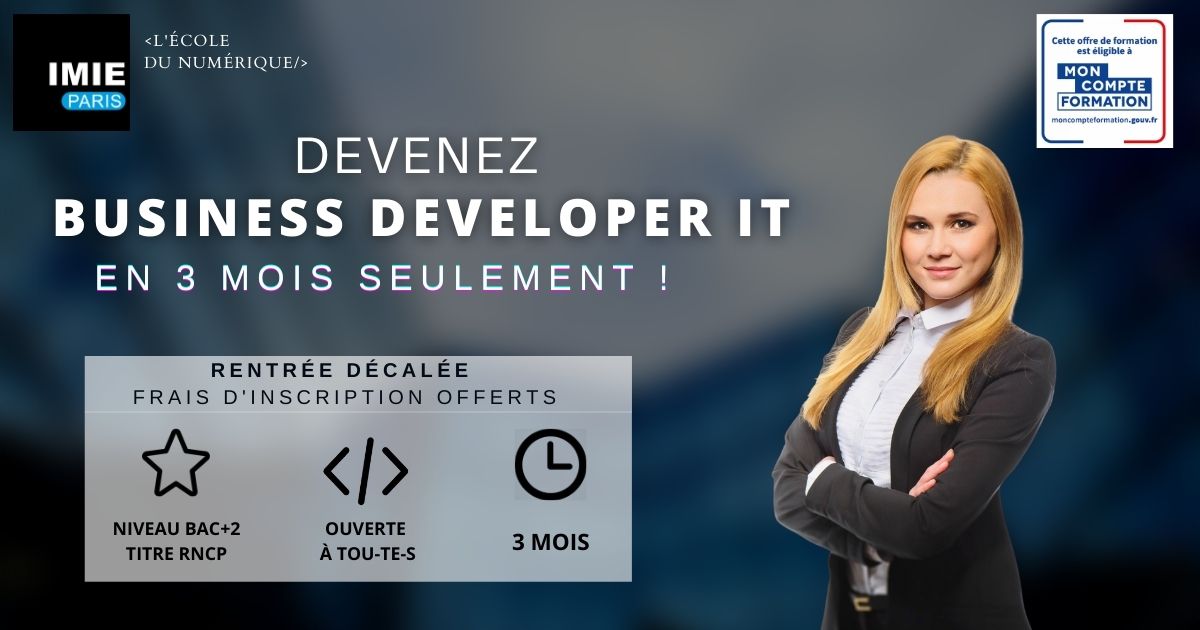 IMIE
PARIS
<L'ÉCOLE
DU NUMÉRIQUE/>
Cette offre de formation
est éligible à
MON
COMPTE
FORMATION
moncompteformation.gouv.fr
DEVENEZ
BUSINESS DEVELOPER IT
EN 3 MOIS SEULEMENT !
RENTRÉE DÉCALÉE
FRAIS D'INSCRIPTION OFFERTS
</>
NIVEAU BAC+2
TITRE RNCP
OUVERTE
À TOU-TE-S
3 MOIS